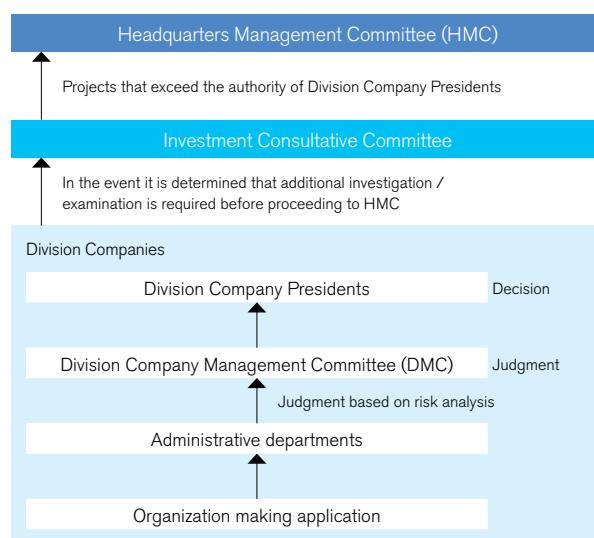 Headquarters Management Committee (HMC)
Projects that exceed the authority of Division Company Presidents
Investment Consultative Committee
In the event it is determined that additional investigation /
examination is required before proceeding to HMC
Division Companies
Division Company Presidents
Decision
Division Company Management Committee (DMC)
Judgment
Judgment based on risk analysis
Administrative departments
Organization making application